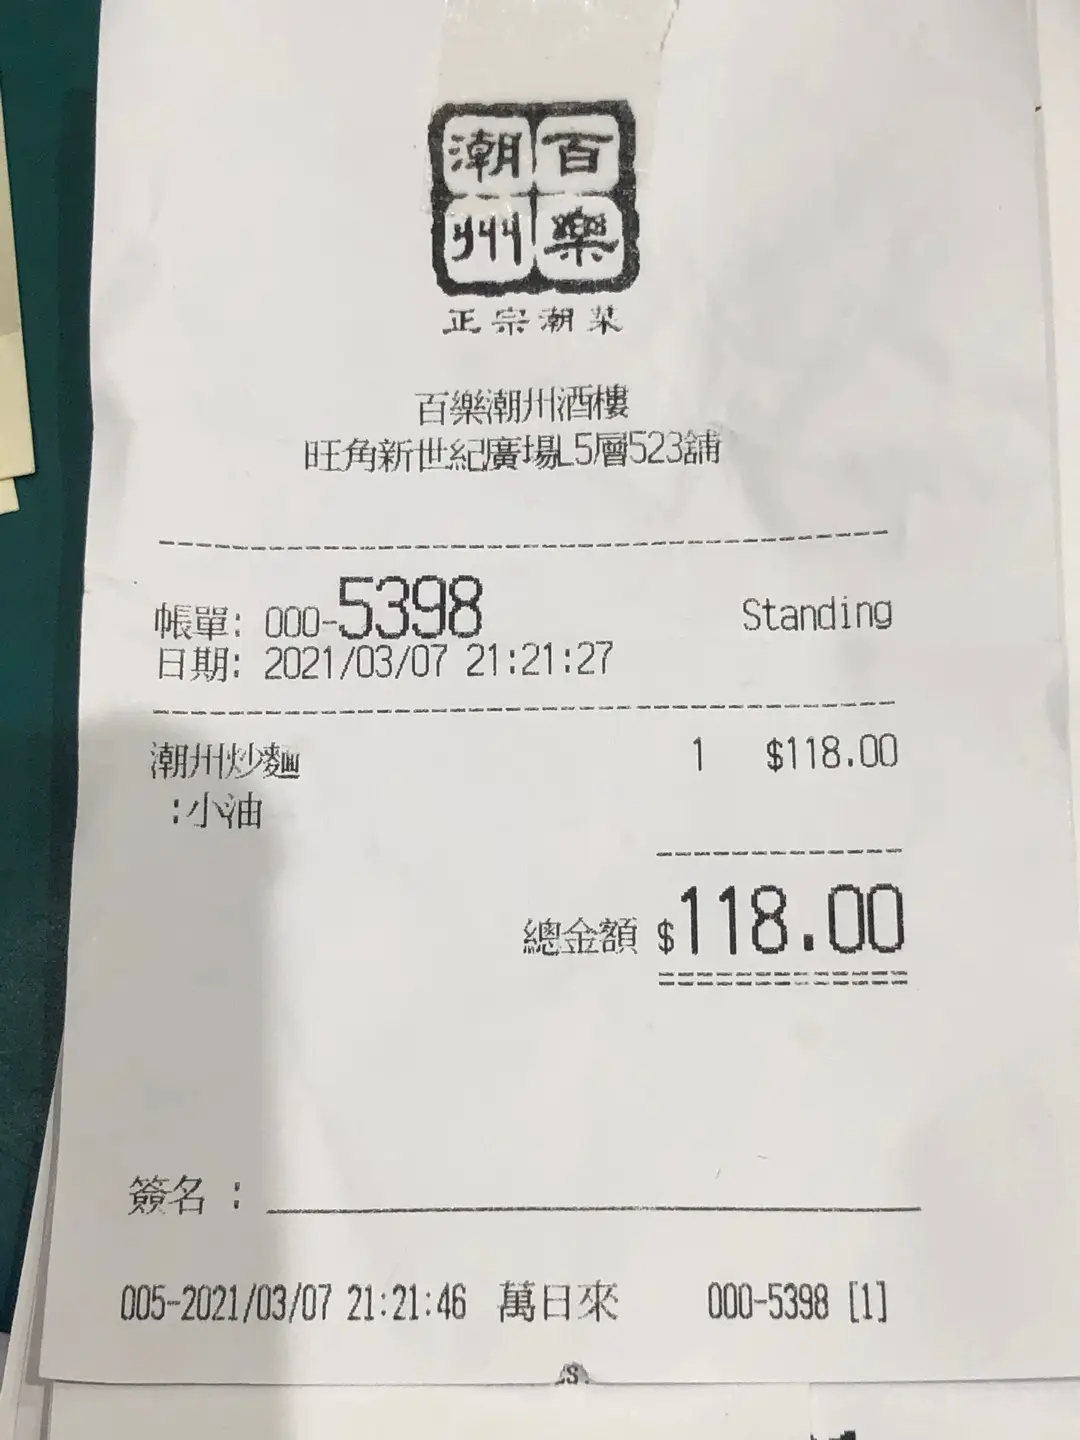 百樂潮州
正宗潮菜
百樂潮州酒樓
旺角新世紀廣場L5層523舖
帳單: 000-5398 Standing
日期: 2021/03/07 21:21:27
潮州炒麵 1 $118.00
:小油
總金額 $118.00
簽名 :
005-2021/03/07 21:21:46 萬日來 000-5398 [1]